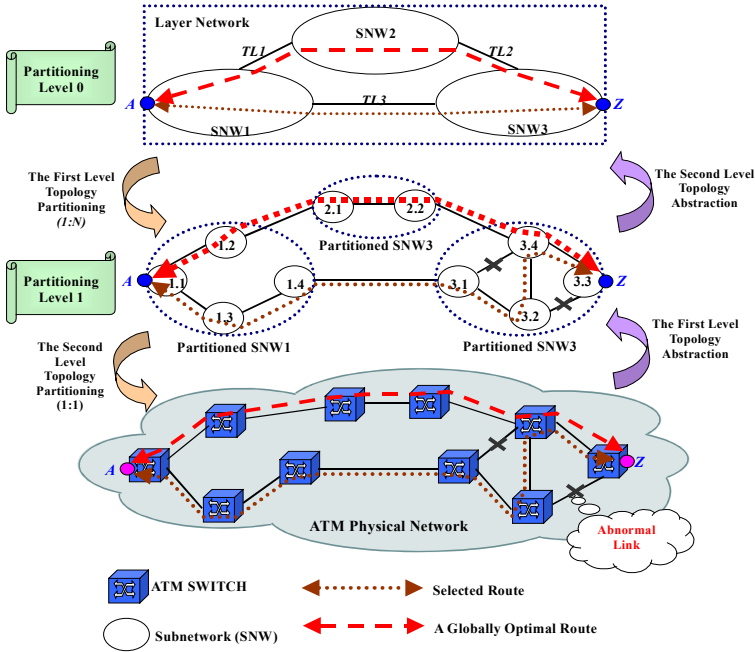 Layer Network
SNW2
TL1
TL2
Partitioning
Level 0
A
Z
TL3
SNW1
SNW3
The First Level
Topology
Partitioning
(1:N)
The Second Level
Topology
Abstraction
2.1
2.2
Partitioned SNW3
1.2
3.4
Partitioning
Level 1
A
1.1
1.4
3.1
3.3
Z
1.3
3.2
Partitioned SNW1
Partitioned SNW3
The Second
Level
Topology
Partitioning
(1:1)
The First Level
Topology
Abstraction
A
Z
ATM Physical Network
Abnormal
Link
ATM SWITCH
Selected Route
Subnetwork (SNW)
A Globally Optimal Route